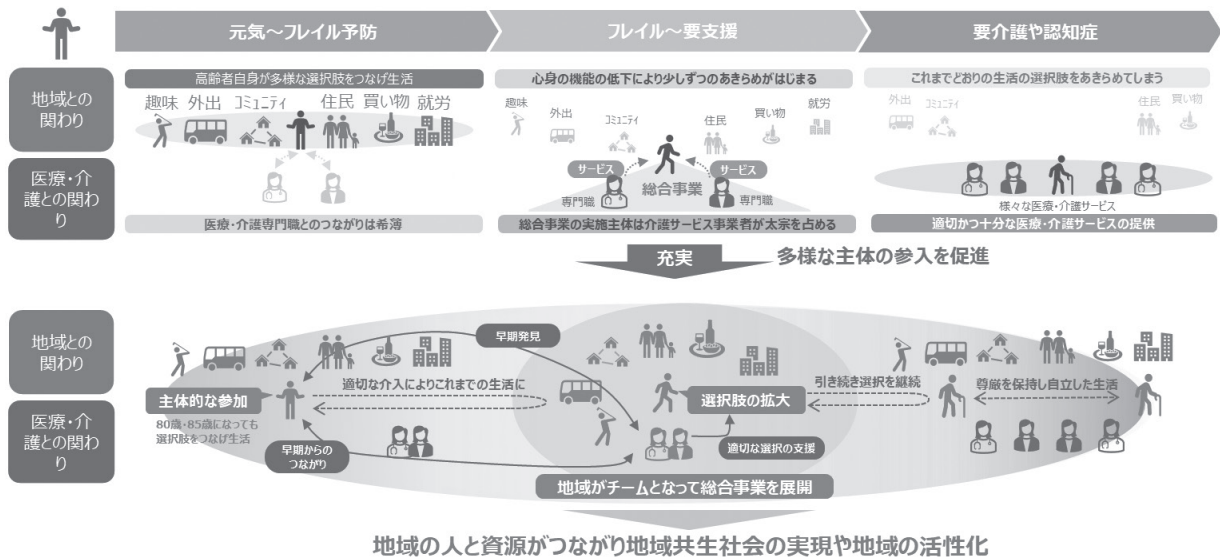 元気～フレイル予防
フレイル～要支援
要介護や認知症
地域との
関わり
高齢者自身が多様な選択肢をつなげ生活
趣味 外出 コミュニティ 住民 買い物 就労
心身の機能の低下により少しずつのあきらめがはじまる
趣味
外出
コミュニティ
住民
買い物
就労
これまでどおりの生活の選択肢をあきらめてしまう
外出
コミュニティ
住民
買い物
医療・介
護との関わ
り
医療・介護専門職とのつながりは希薄
サービス
サービス
総合事業
専門職
専門職
総合事業の実施主体は介護サービス事業者が太宗を占める
様々な医療・介護サービス
適切かつ十分な医療・介護サービスの提供
充実
多様な主体の参入を促進
地域との
関わり
医療・介
護との関わ
り
早期発見
主体的な参加
80歳・85歳になっても
選択肢をつなげ生活
適切な介入によりこれまでの生活に
早期からの
つながり
選択肢の拡大
適切な選択の支援
引き続き選択を継続
尊厳を保持し自立した生活
地域がチームとなって総合事業を展開
地域の人と資源がつながり地域共生社会の実現や地域の活性化